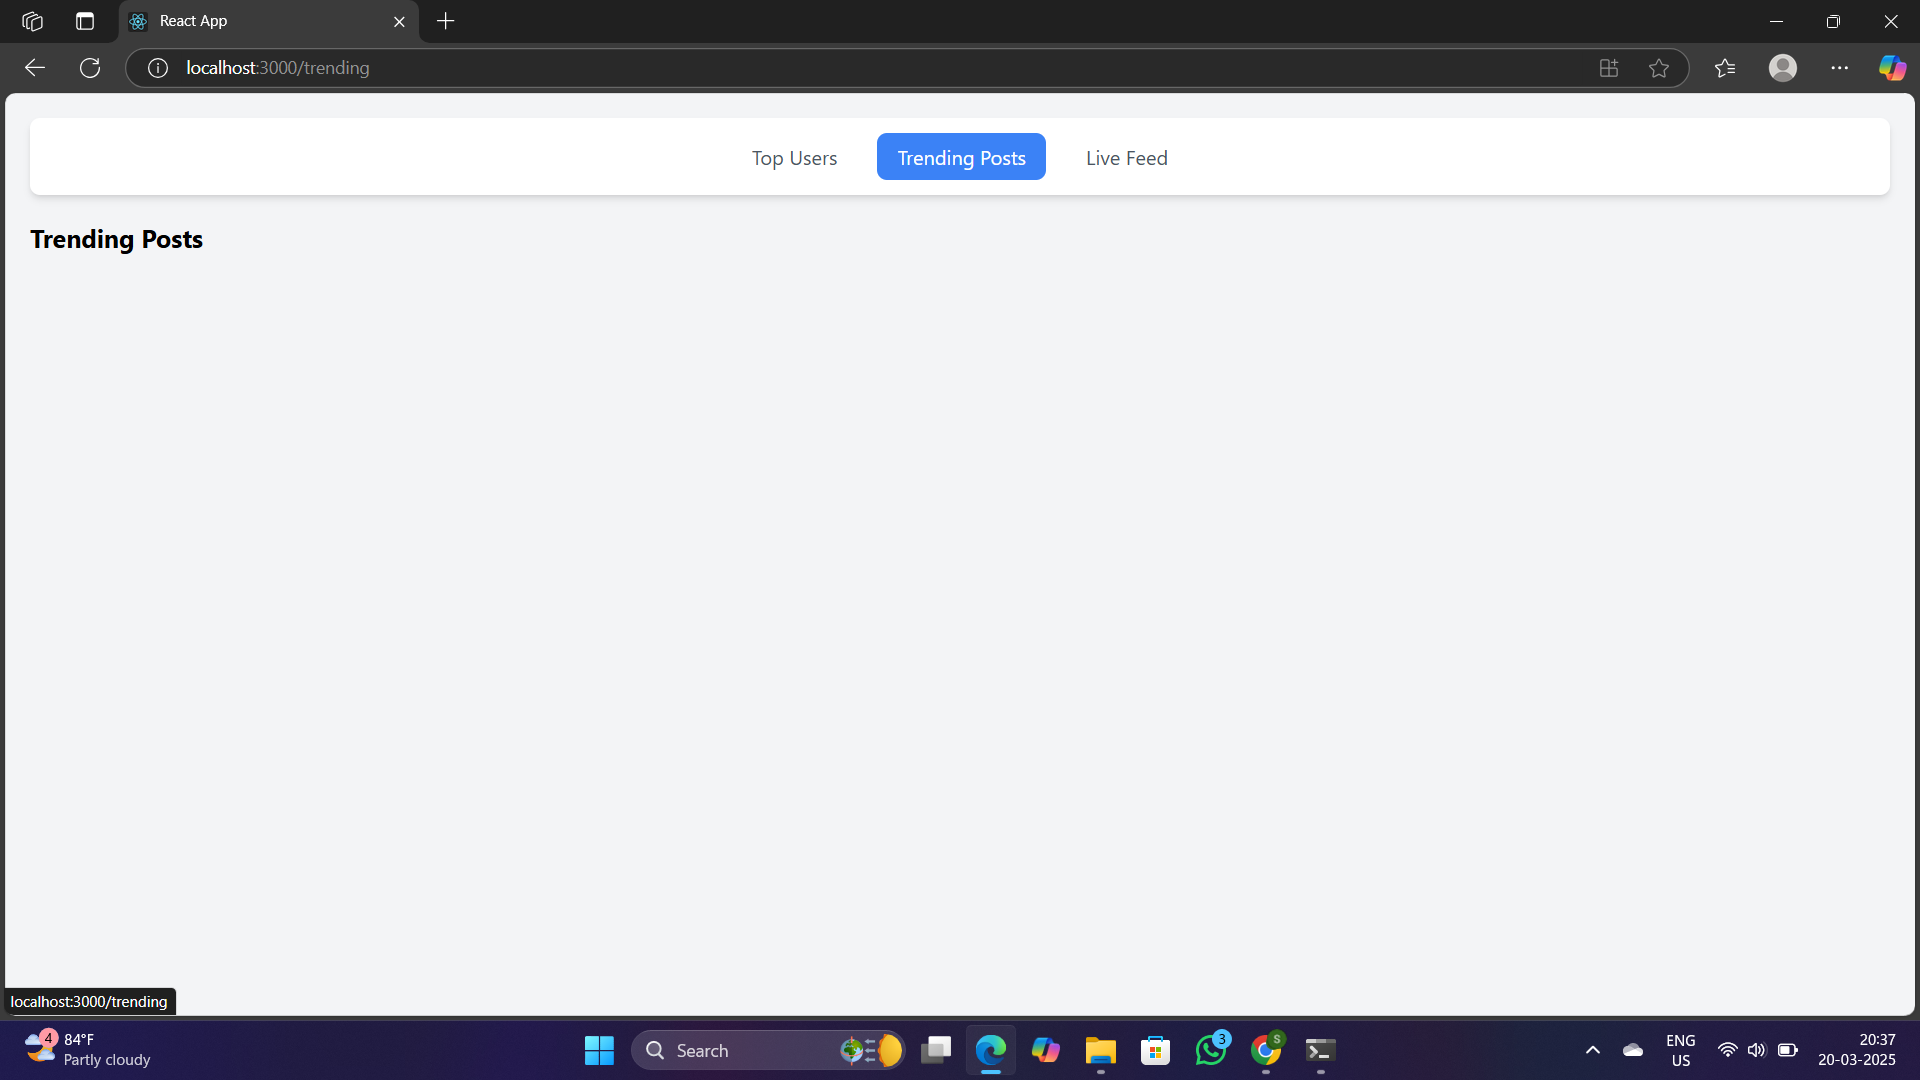 React App
localhost:3000/trending
Top Users
Trending Posts
Live Feed
Trending Posts
localhost:3000/trending
4
84°F
Partly cloudy
Search
3
S
ENG
US
20:37
20-03-2025